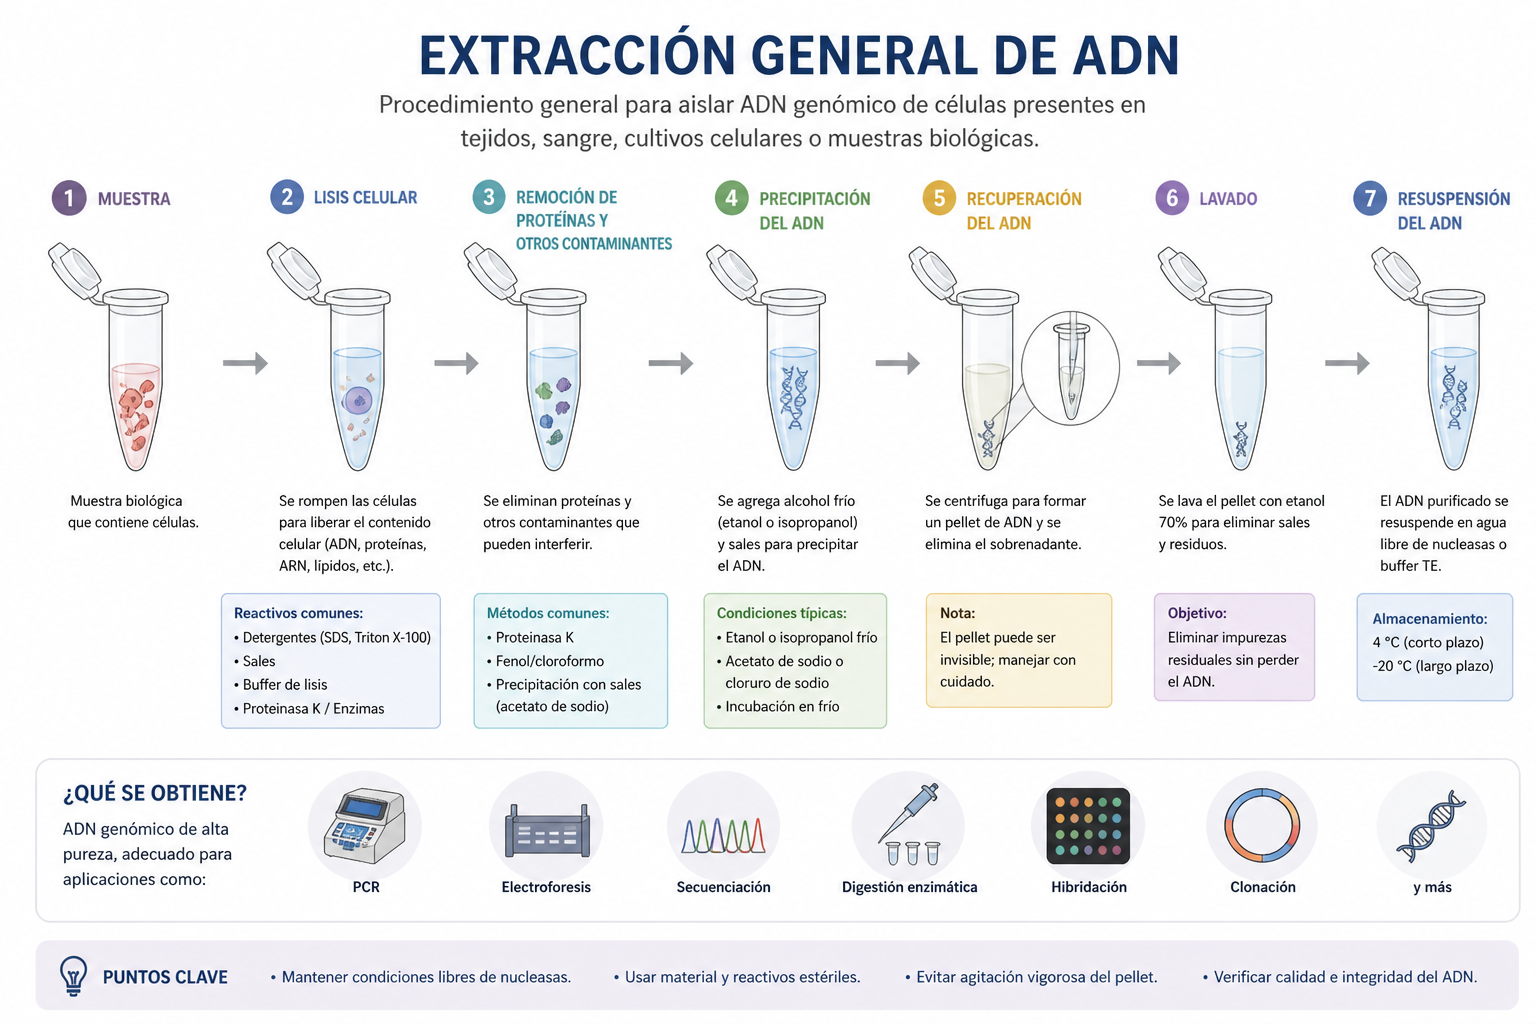 EXTRACCIÓN GENERAL DE ADN
Procedimiento general para aislar ADN genómico de células presentes en
tejidos, sangre, cultivos celulares o muestras biológicas.
1 MUESTRA
Muestra biológica
que contiene células.
2 LISIS CELULAR
Se rompen las células
para liberar el contenido
celular (ADN, proteínas,
ARN, lípidos, etc.).
Reactivos comunes:
• Detergentes (SDS, Triton X-100)
• Sales
• Buffer de lisis
• Proteinasa K / Enzimas
3 REMOCIÓN DE
PROTEÍNAS Y
OTROS CONTAMINANTES
Se eliminan proteínas y
otros contaminantes que
pueden interferir.
Métodos comunes:
• Proteinasa K
• Fenol/cloroformo
• Precipitación con sales
(acetato de sodio)
4 PRECIPITACIÓN
DEL ADN
Se agrega alcohol frío
(etanol o isopropanol)
y sales para precipitar
el ADN.
Condiciones típicas:
• Etanol o isopropanol frío
• Acetato de sodio o
cloruro de sodio
• Incubación en frío
5 RECUPERACIÓN
DEL ADN
Se centrifuga para formar
un pellet de ADN y se
elimina el sobrenadante.
Nota:
El pellet puede ser
invisible; manejar con
cuidado.
6 LAVADO
Se lava el pellet con etanol
70% para eliminar sales
y residuos.
Objetivo:
Eliminar impurezas
residuales sin perder
el ADN.
7 RESUSPENSIÓN
DEL ADN
El ADN purificado se
resuspende en agua
libre de nucleasas o
buffer TE.
Almacenamiento:
4 °C (corto plazo)
-20 °C (largo plazo)
¿QUÉ SE OBTIENE?
ADN genómico de alta
pureza, adecuado para
aplicaciones como:
PCR
Electroforesis
Secuenciación
Digestión enzimática
Hibridación
Clonación
y más
PUNTOS CLAVE
• Mantener condiciones libres de nucleasas.
• Usar material y reactivos estériles.
• Evitar agitación vigorosa del pellet.
• Verificar calidad e integridad del ADN.